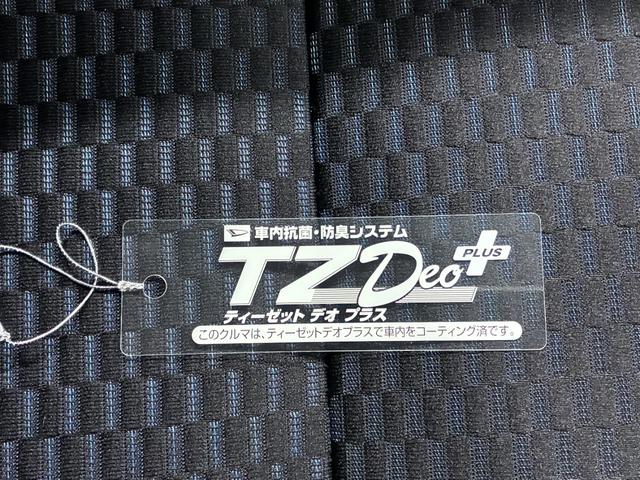 車内抗菌・防臭システム
TZ Deo PLUS
ティーゼット デオ プラス
このクルマは、ティーゼットデオプラスで車内をコーティング済です。